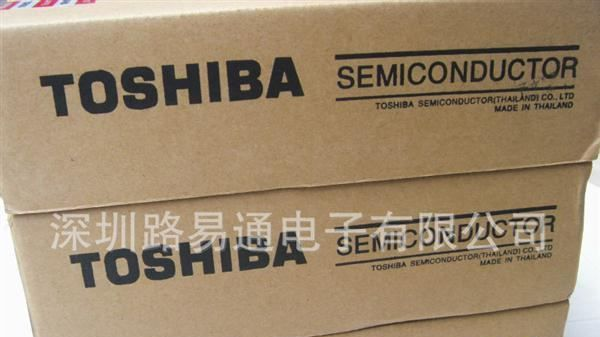 TOSHIBA
SEMICONDUCTOR
TOSHIBA SEMICONDUCTOR(THAILAND) CO., LTD
MADE IN THAILAND
深圳路易通电子有限公司
TOSHIBA
SEMICONDUCTOR
TOSHIBA SEMICONDUCTOR(THAILAND) CO., LTD
MADE IN THAILAND